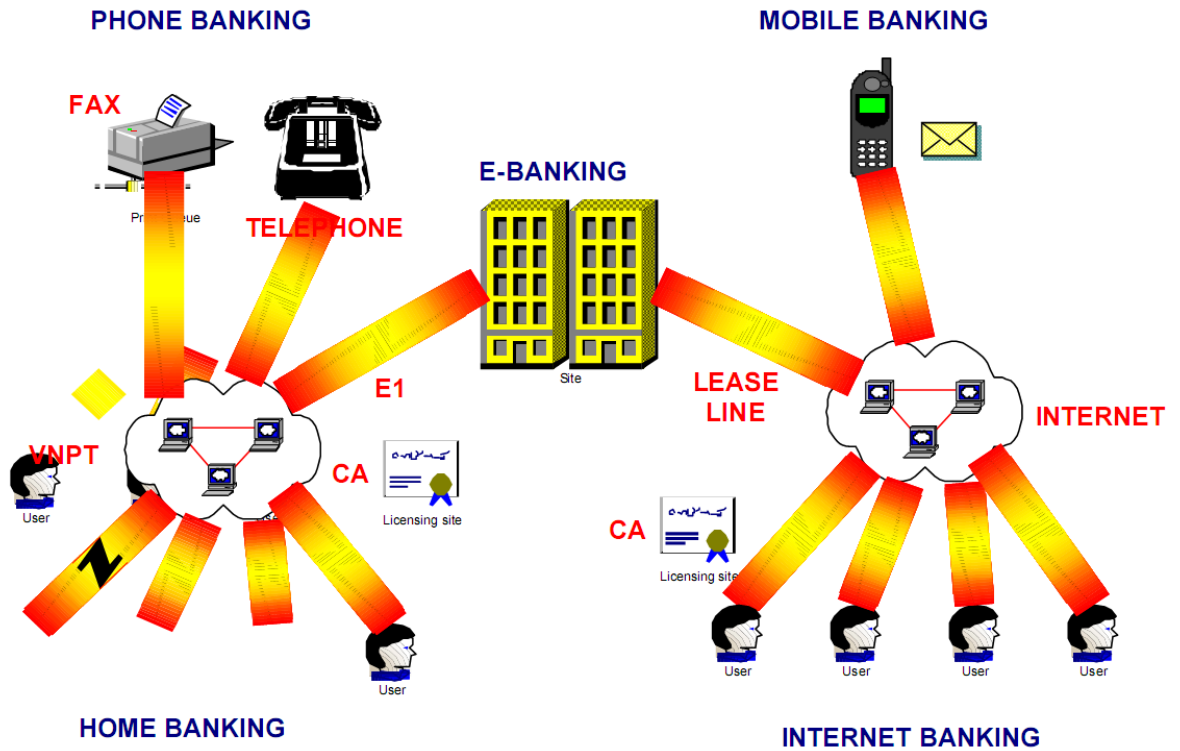 PHONE BANKING
MOBILE BANKING
FAX
E-BANKING
TELEPHONE
Site
E1
LEASE
LINE
INTERNET
VNPT
CA
User
Licensing site
CA
Licensing site
User
User
User
User
User
HOME BANKING
INTERNET BANKING